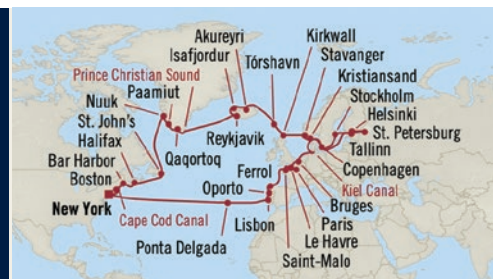 Akureyri
Isafjordur
Prince Christian Sound
Paamiut
Nuuk
St. John's
Halifax
Bar Harbor
Boston
New York
Cape Cod Canal
Qaqortoq
Reykjavik
Tórshavn
Kirkwall
Stavanger
Kristiansand
Stockholm
Helsinki
St. Petersburg
Tallinn
Copenhagen
Kiel Canal
Bruges
Paris
Le Havre
Saint-Malo
Ferrol
Oporto
Lisbon
Ponta Delgada